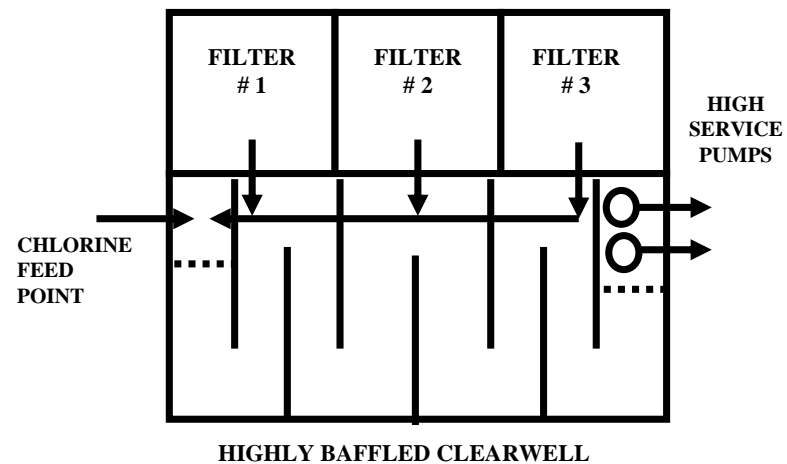 FILTER
# 1
FILTER
# 2
FILTER
# 3
HIGH
SERVICE
PUMPS
CHLORINE
FEED
POINT
HIGHLY BAFFLED CLEARWELL